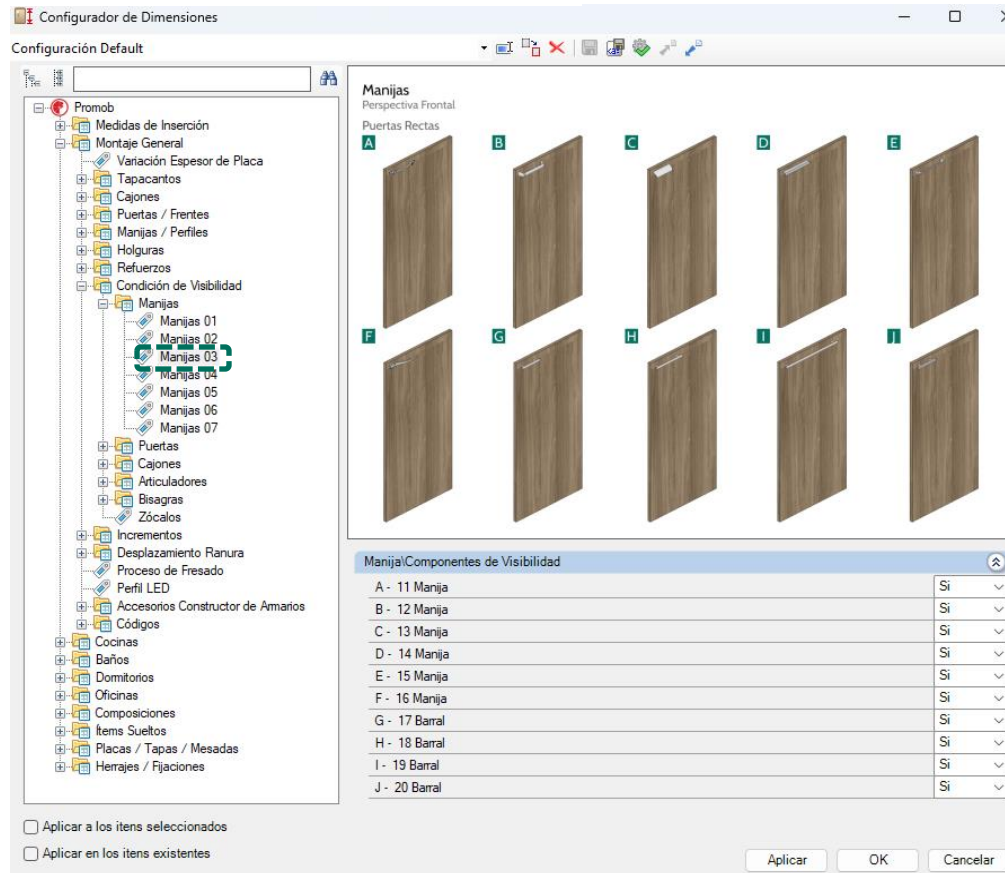 Configurador de Dimensiones
Configuración Default
Promob
Medidas de Inserción
Montaje General
Variación Espesor de Placa
Tapacantos
Cajones
Puertas / Frentes
Manijas / Perfiles
Holguras
Refuerzos
Condición de Visibilidad
Manijas
Manijas 01
Manijas 02
Manijas 03
Manijas 04
Manijas 05
Manijas 06
Manijas 07
Puertas
Cajones
Articuladores
Bisagras
Zócalos
Incrementos
Desplazamiento Ranura
Proceso de Fresado
Perfil LED
Accesorios Constructor de Armarios
Códigos
Cocinas
Baños
Dormitorios
Oficinas
Composiciones
Ítems Sueltos
Placas / Tapas / Mesadas
Herrajes / Fijaciones
Manijas
Perspectiva Frontal
Puertas Rectas
A B C D E
F G H I J
Manija\Componentes de Visibilidad
A - 11 Manija Si
B - 12 Manija Si
C - 13 Manija Si
D - 14 Manija Si
E - 15 Manija Si
F - 16 Manija Si
G - 17 Barral Si
H - 18 Barral Si
I - 19 Barral Si
J - 20 Barral Si
Aplicar a los itens seleccionados
Aplicar en los itens existentes
Aplicar OK Cancelar